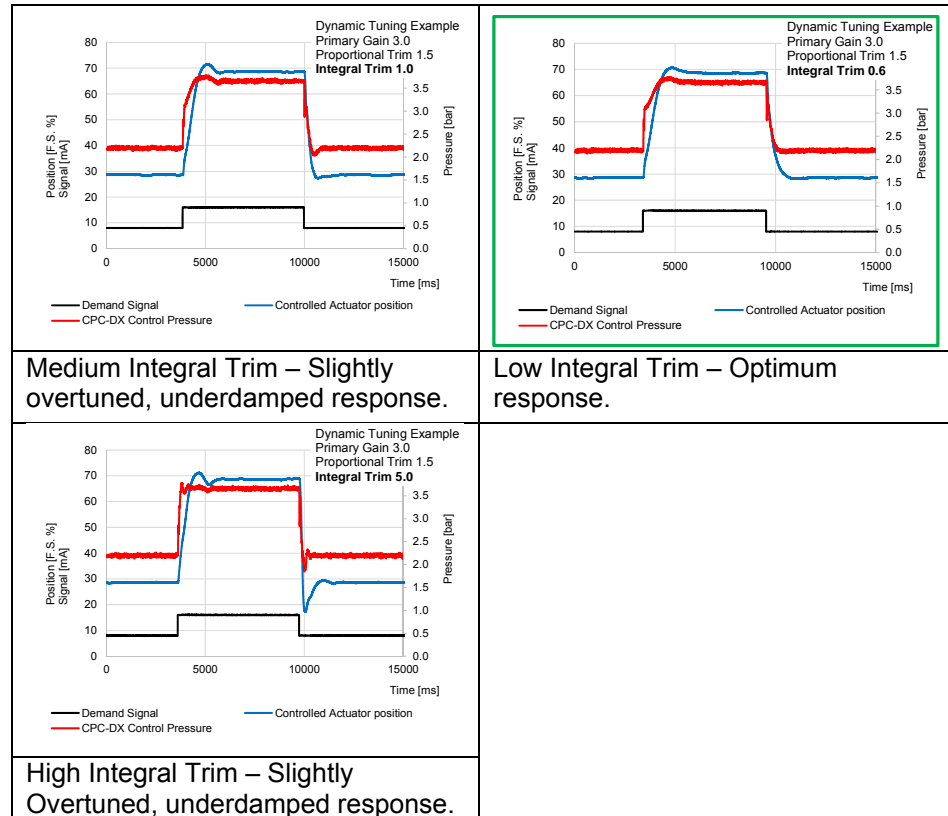 Dynamic Tuning Example
Primary Gain 3.0
Proportional Trim 1.5
Integral Trim 1.0
80
70
60
50
40
30
20
10
0
Position [F.S. %]
Signal [mA]
3.5
3.0
2.5
2.0
1.5
1.0
0.5
0.0
Pressure [bar]
0 5000 10000 15000
Time [ms]
Demand Signal Controlled Actuator position
CPC-DX Control Pressure
Medium Integral Trim – Slightly
overtuned, underdamped response.
Dynamic Tuning Example
Primary Gain 3.0
Proportional Trim 1.5
Integral Trim 0.6
80
70
60
50
40
30
20
10
0
Position [F.S. %]
Signal [mA]
3.5
3.0
2.5
2.0
1.5
1.0
0.5
0.0
Pressure [bar]
0 5000 10000 15000
Time [ms]
Demand Signal Controlled Actuator position
CPC-DX Control Pressure
Low Integral Trim – Optimum
response.
Dynamic Tuning Example
Primary Gain 3.0
Proportional Trim 1.5
Integral Trim 5.0
80
70
60
50
40
30
20
10
0
Position [F.S. %]
Signal [mA]
3.5
3.0
2.5
2.0
1.5
1.0
0.5
0.0
Pressure [bar]
0 5000 10000 15000
Time [ms]
Demand Signal Controlled Actuator position
CPC-DX Control Pressure
High Integral Trim – Slightly
Overtuned, underdamped response.